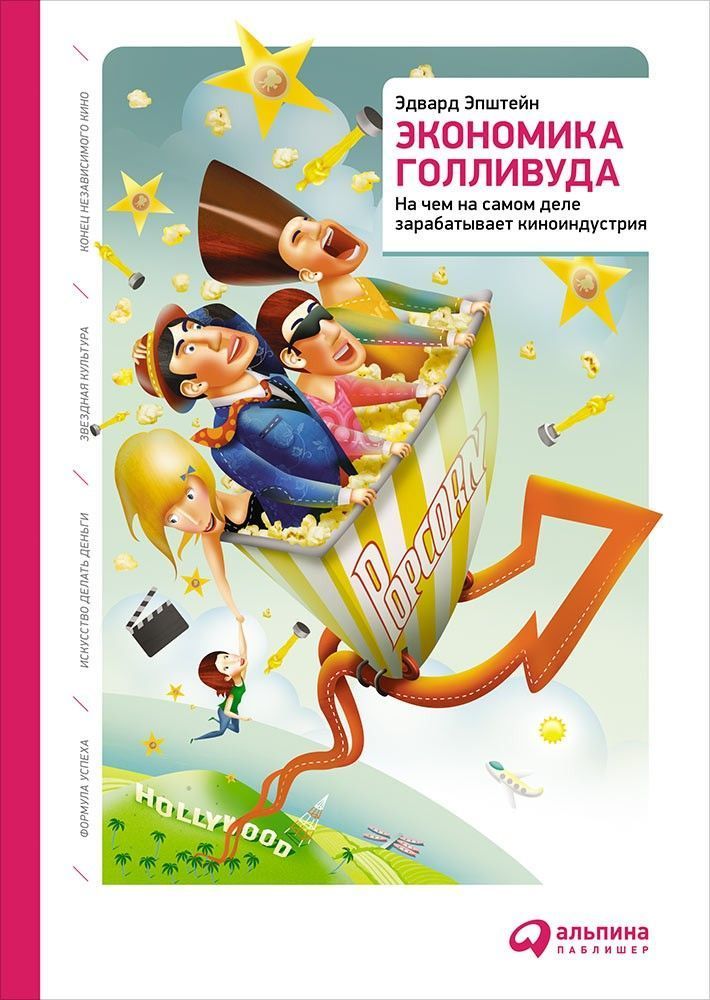 Эдвард Эпштейн
ЭКОНОМИКА
ГОЛЛИВУДА
На чем на самом деле
зарабатывает киноиндустрия
КОНЕЦ НЕЗАВИСИМОГО КИНО
ЗВЕЗДНАЯ КУЛЬТУРА
ИСКУССТВО ДЕЛАТЬ ДЕНЬГИ
ФОРМУЛА УСПЕХА
POPCORN
HOLLYWOOD
альпина
ПАБЛИШЕР